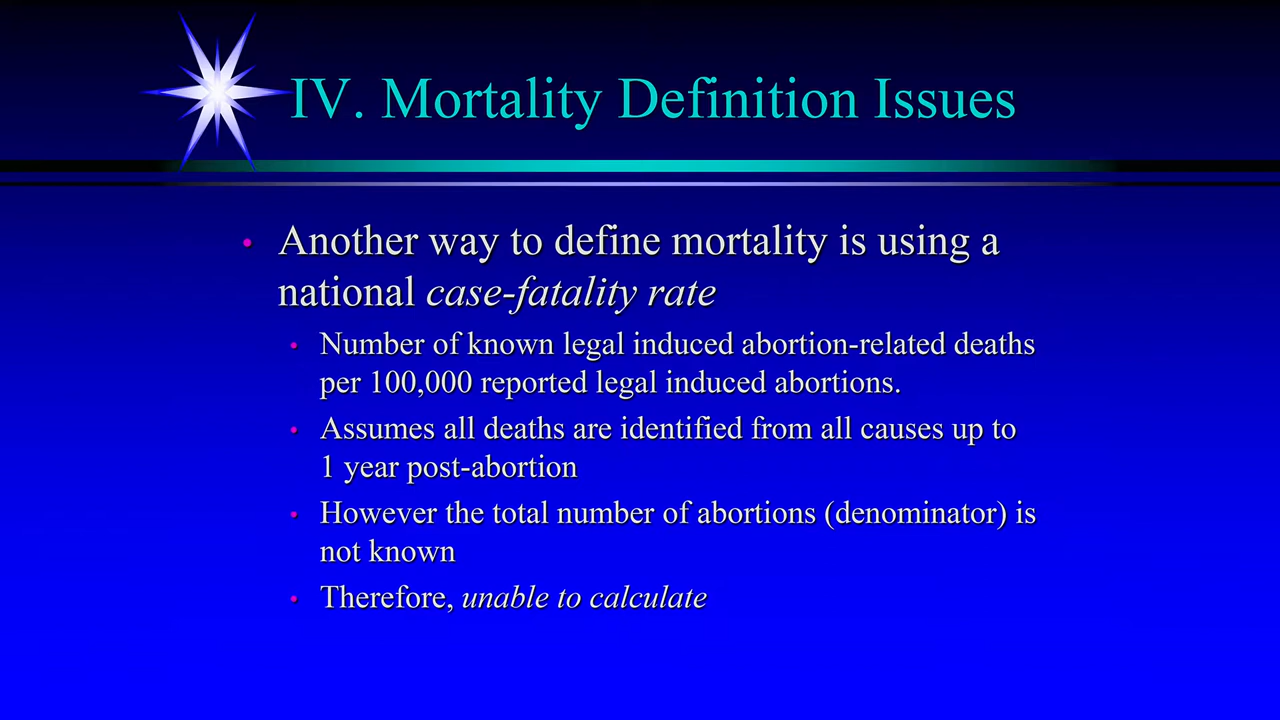 IV. Mortality Definition Issues
• Another way to define mortality is using a
national case-fatality rate
• Number of known legal induced abortion-related deaths
per 100,000 reported legal induced abortions.
• Assumes all deaths are identified from all causes up to
1 year post-abortion
• However the total number of abortions (denominator) is
not known
• Therefore, unable to calculate